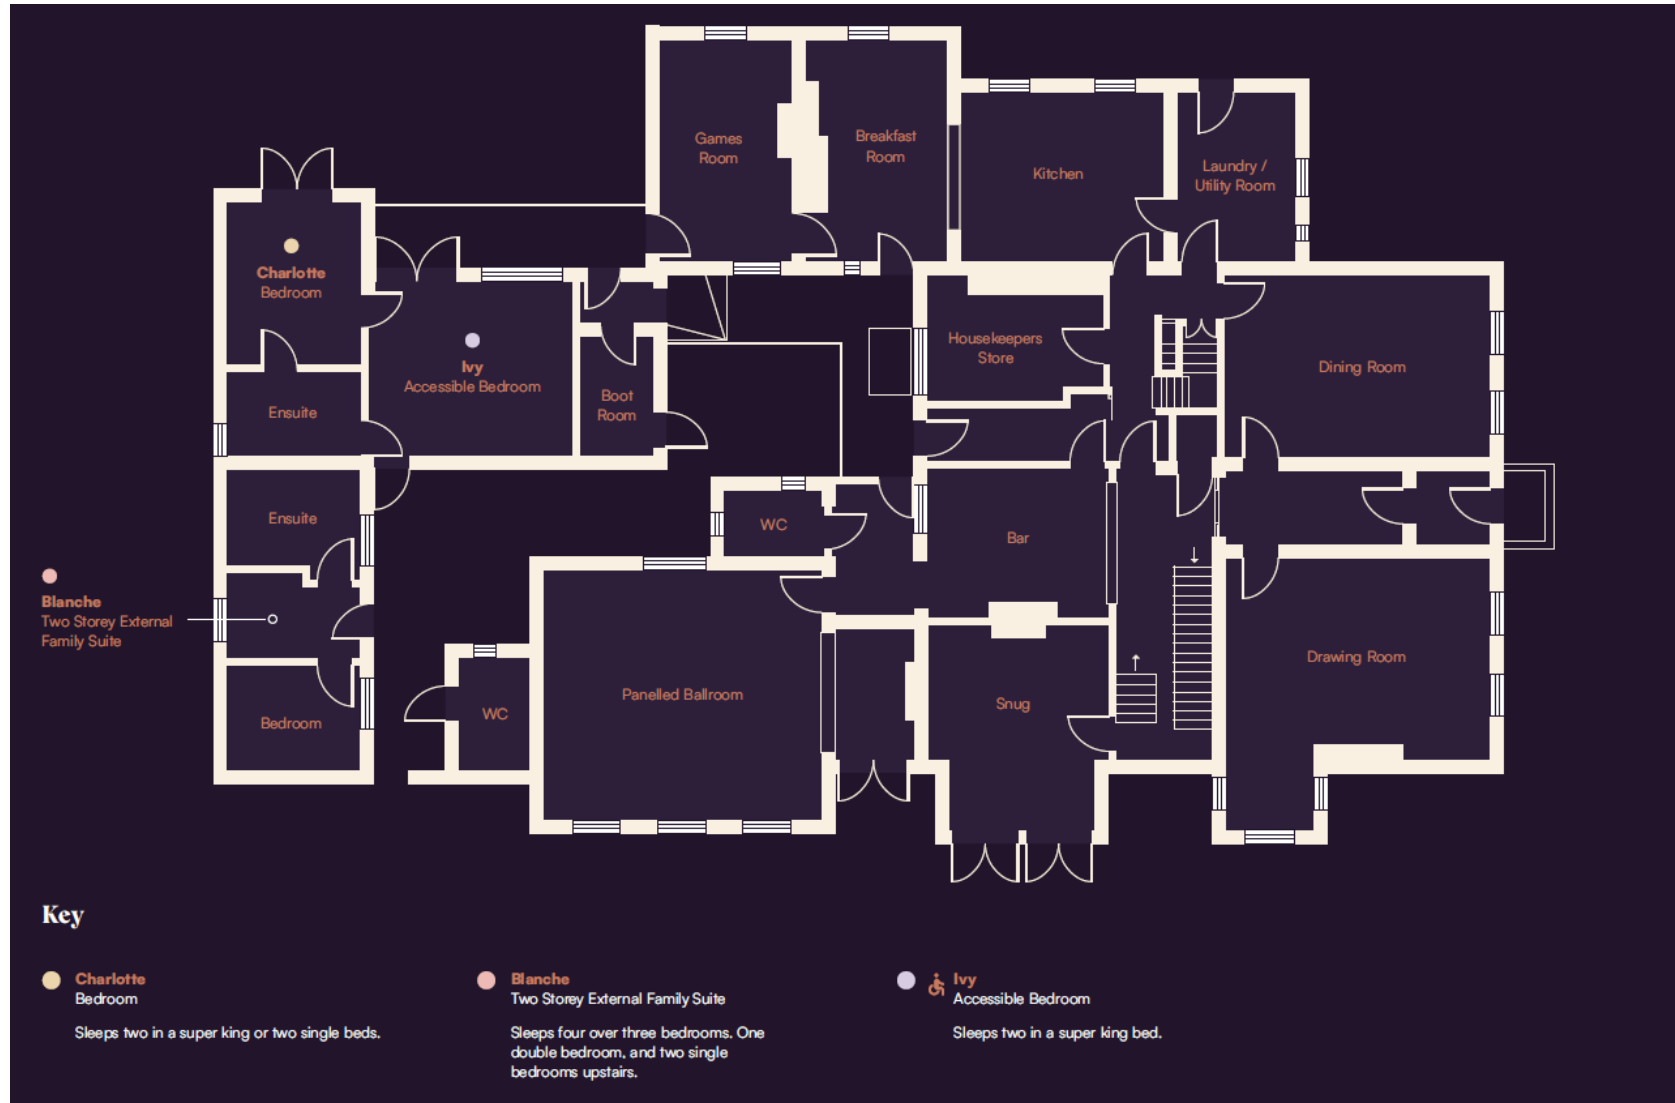 Games
Room
Breakfast
Room
Kitchen
Laundry /
Utility Room
Charlotte
Bedroom
Ivy
Accessible Bedroom
Housekeepers
Store
Dining Room
Ensuite
Boot
Room
Ensuite
WC
Bar
Blanche
Two Storey External
Family Suite
Drawing Room
Panelled Ballroom
Snug
WC
Bedroom
Key
Charlotte
Bedroom
Sleeps two in a super king or two single beds.
Blanche
Two Storey External Family Suite
Sleeps four over three bedrooms. One
double bedroom, and two single
bedrooms upstairs.
Ivy
Accessible Bedroom
Sleeps two in a super king bed.